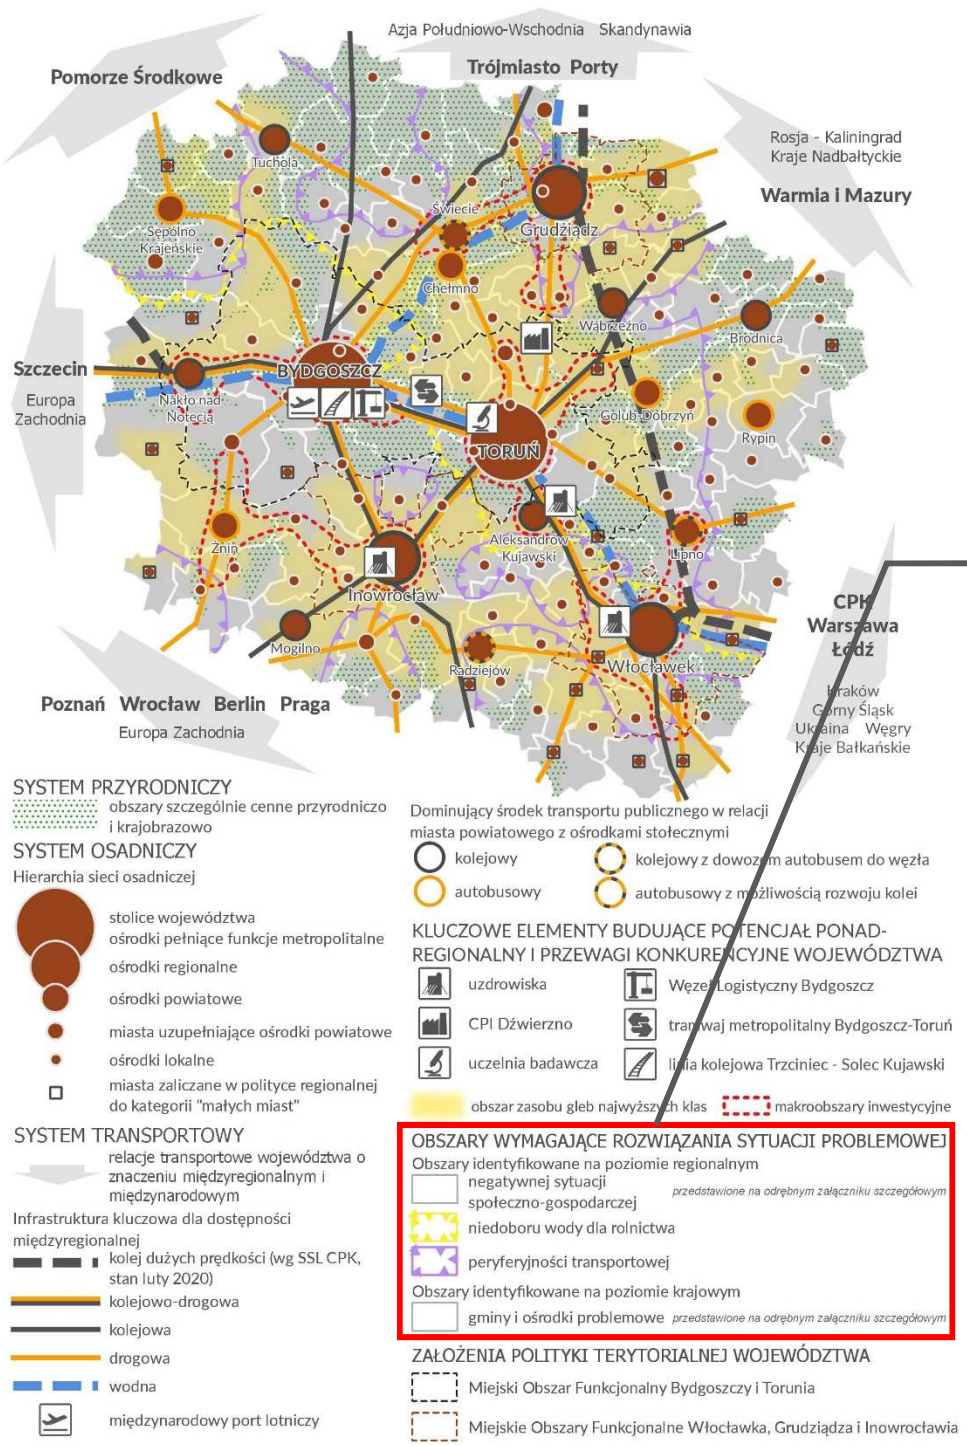 Azja Południowo-Wschodnia Skandynawia
Trójmiasto Porty
Pomorze Środkowe
Rosja - Kaliningrad
Kraje Nadbałtyckie
Warmia i Mazury
Tuchola
Świecie
Sępólno
Krajeńskie
Grudziądz
Chełmno
Wąbrzeźno
Brodnica
Szczecin
Europa
Zachodnia
BYDGOSZCZ
Nakło nad
Notecią
Golub-Dobrzyń
Rypin
TORUŃ
Żnin
Aleksandrów
Kujawski
Lipno
Inowrocław
Mogilno
Radziejów
Włocławek
CPK
Warszawa
Łódź
Kraków
Górny Śląsk
Ukraina Węgry
Kraje Bałkańskie
Poznań Wrocław Berlin Praga
Europa Zachodnia
SYSTEM PRZYRODNICZY
obszary szczególnie cenne przyrodniczo
i krajobrazowo
SYSTEM OSADNICZY
Hierarchia sieci osadniczej
stolice województwa
ośrodki pełniące funkcje metropolitalne
ośrodki regionalne
ośrodki powiatowe
miasta uzupełniające ośrodki powiatowe
ośrodki lokalne
miasta zaliczane w polityce regionalnej
do kategorii "małych miast"
SYSTEM TRANSPORTOWY
relacje transportowe województwa o
znaczeniu międzyregionalnym i
międzynarodowym
Infrastruktura kluczowa dla dostępności
międzyregionalnej
kolej dużych prędkości (wg SSL CPK,
stan luty 2020)
kolejowo-drogowa
kolejowa
drogowa
wodna
międzynarodowy port lotniczy
Dominujący środek transportu publicznego w relacji
miasta powiatowego z ośrodkami stołecznymi
kolejowy
kolejowy z dowozem autobusem do węzła
autobusowy
autobusowy z możliwością rozwoju kolei
KLUCZOWE ELEMENTY BUDUJĄCE POTENCJAŁ PONAD-
REGIONALNY I PRZEWAGI KONKURENCYJNE WOJEWÓDZTWA
uzdrowiska
Węzeł Logistyczny Bydgoszcz
CPI Dźwierzno
tramwaj metropolitalny Bydgoszcz-Toruń
uczelnia badawcza
linia kolejowa Trzciniec - Solec Kujawski
obszar zasobu gleb najwyższych klas
makroobszary inwestycyjne
OBSZARY WYMAGAJĄCE ROZWIĄZANIA SYTUACJI PROBLEMOWEJ
Obszary identyfikowane na poziomie regionalnym
negatywnej sytuacji
społeczno-gospodarczej
przedstawione na odrębnym załączniku szczegółowym
niedoboru wody dla rolnictwa
peryferyjności transportowej
Obszary identyfikowane na poziomie krajowym
gminy i ośrodki problemowe przedstawione na odrębnym załączniku szczegółowym
ZAŁOŻENIA POLITYKI TERYTORIALNEJ WOJEWÓDZTWA
Miejski Obszar Funkcjonalny Bydgoszczy i Torunia
Miejskie Obszary Funkcjonalne Włocławka, Grudziądza i Inowrocławia